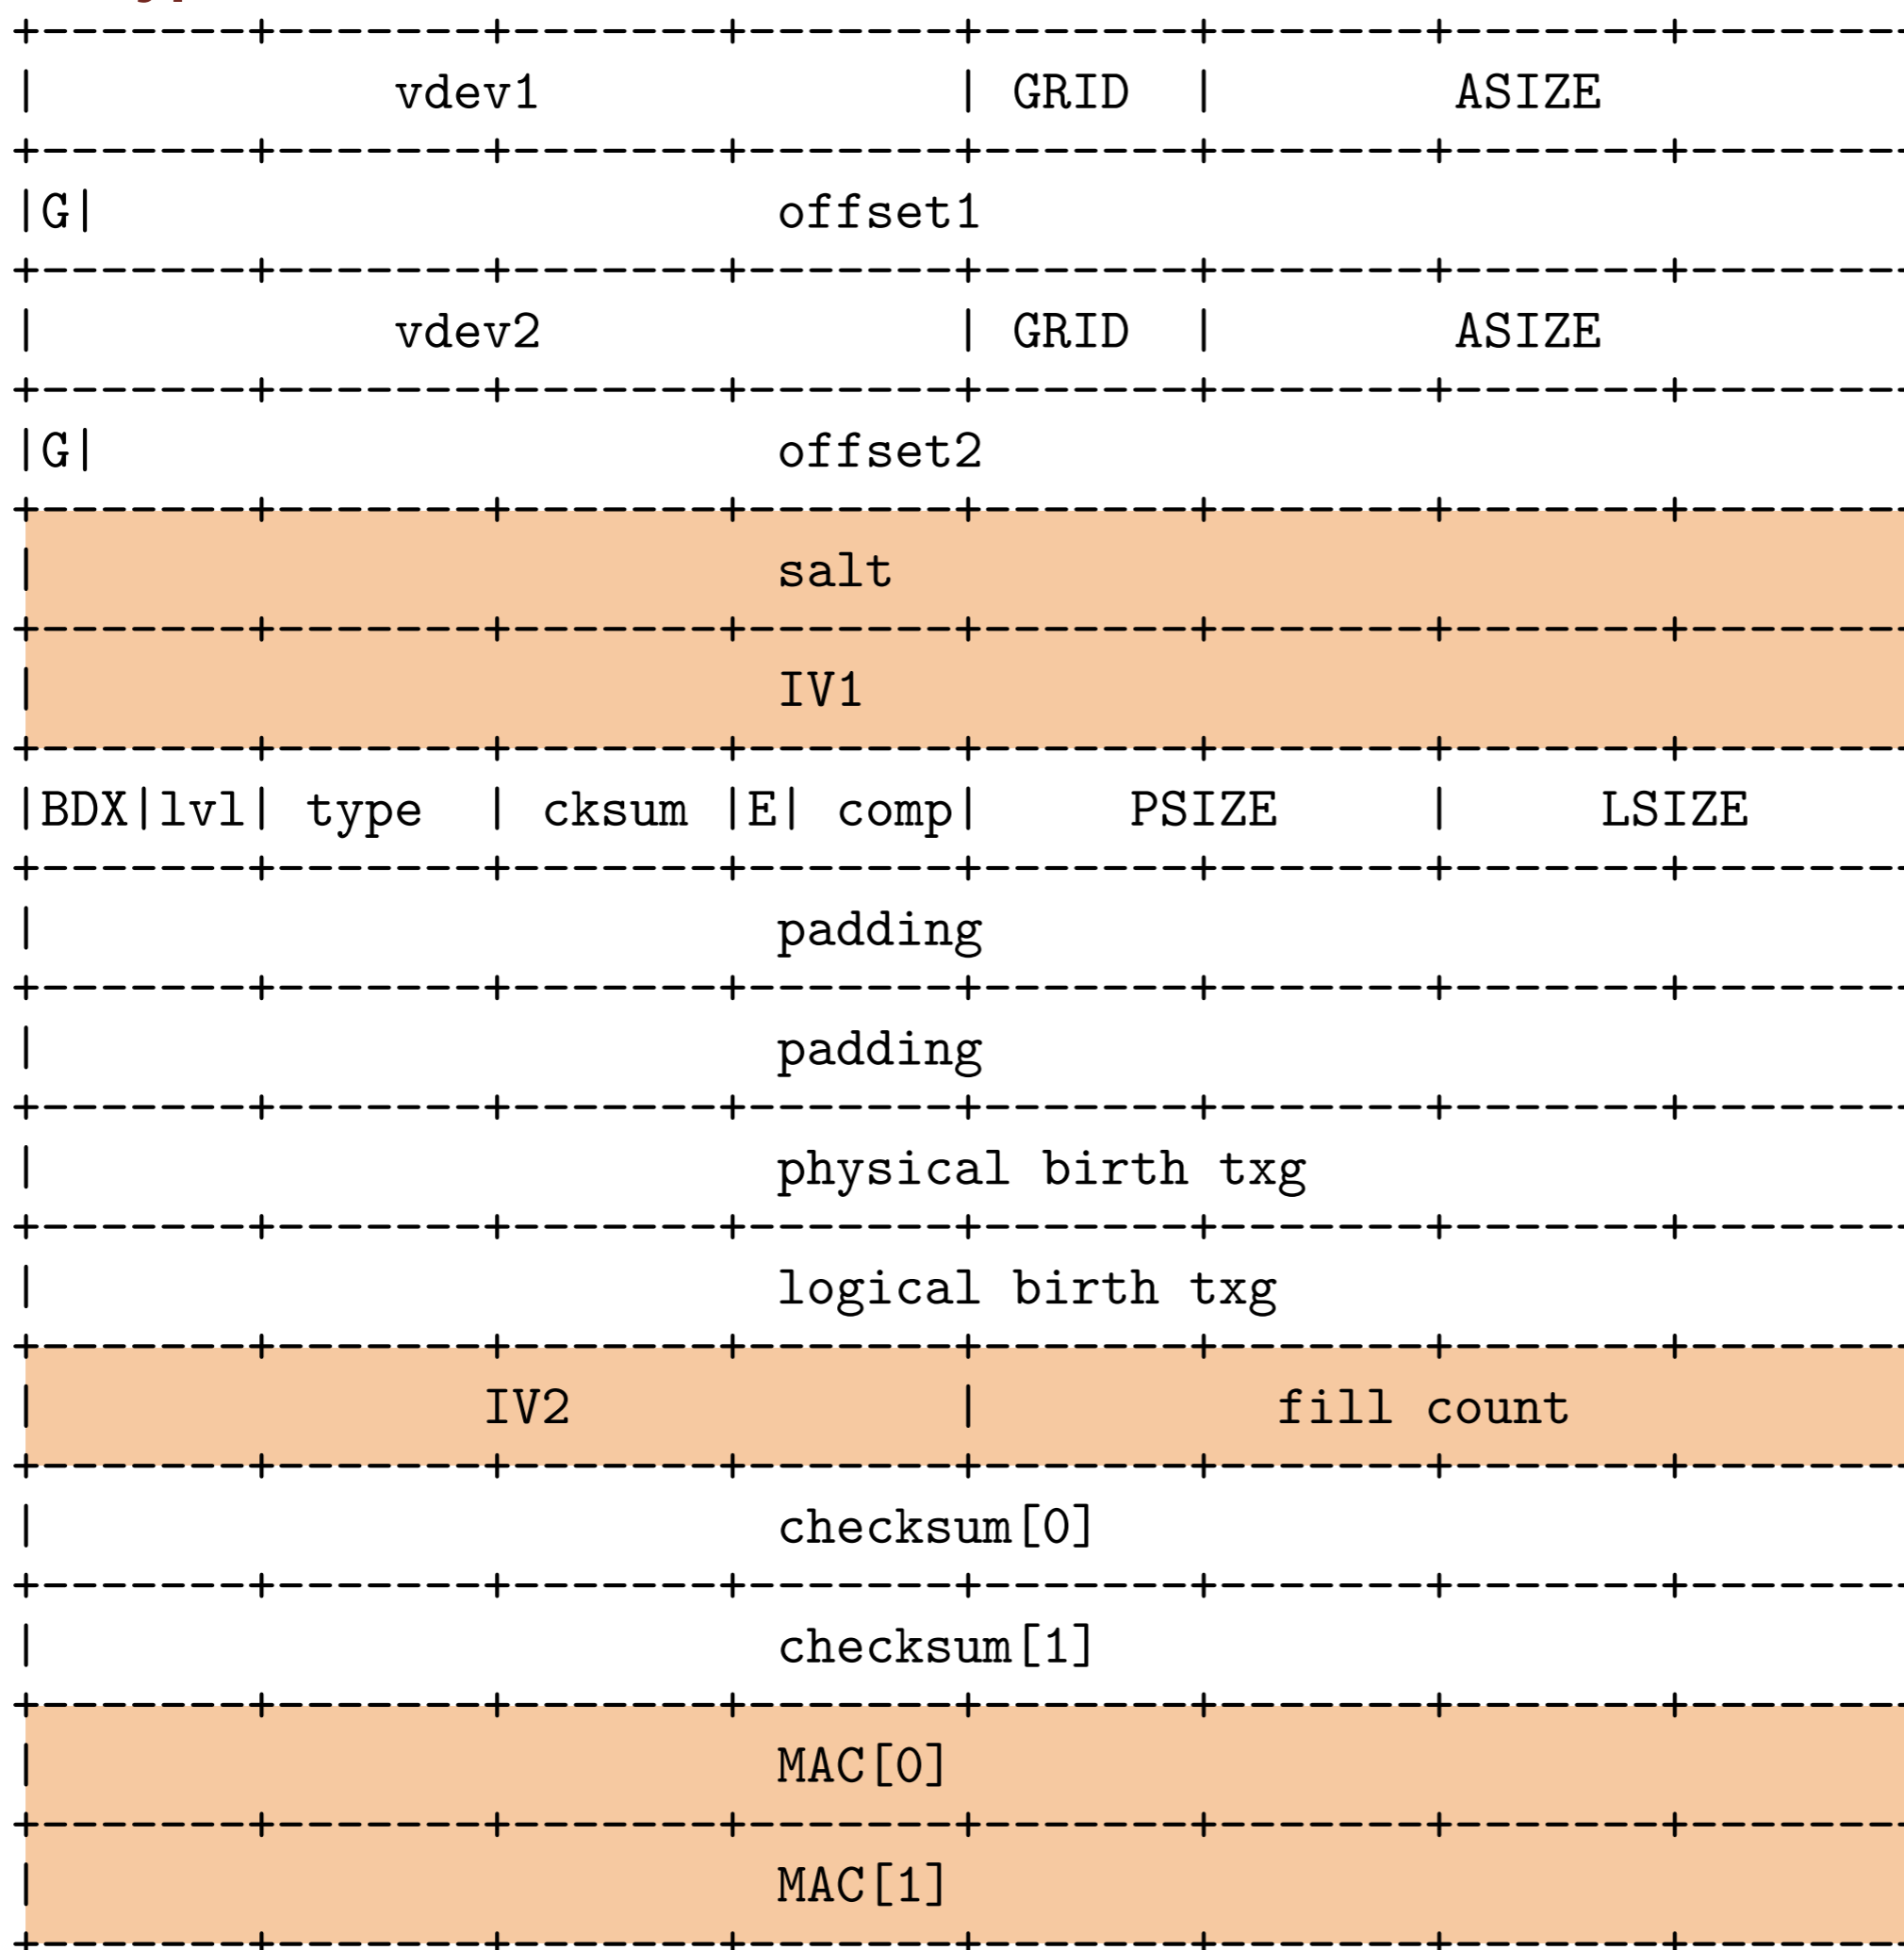 +-------+-------+-------+-------+-------+-------+-------+-------
|            vdev1              | GRID  |        ASIZE
+-------+-------+-------+-------+-------+-------+-------+-------
|G|                      offset1
+-------+-------+-------+-------+-------+-------+-------+-------
|            vdev2              | GRID  |        ASIZE
+-------+-------+-------+-------+-------+-------+-------+-------
|G|                      offset2
+-------+-------+-------+-------+-------+-------+-------+-------
|                         salt
+-------+-------+-------+-------+-------+-------+-------+-------
|                         IV1
+-------+-------+-------+-------+-------+-------+-------+-------
|BDX|lvl| type  | cksum |E| comp|     PSIZE     |     LSIZE
+-------+-------+-------+-------+-------+-------+-------+-------
|                         padding
+-------+-------+-------+-------+-------+-------+-------+-------
|                         padding
+-------+-------+-------+-------+-------+-------+-------+-------
|                         physical birth txg
+-------+-------+-------+-------+-------+-------+-------+-------
|                         logical birth txg
+-------+-------+-------+-------+-------+-------+-------+-------
|               IV2             |          fill count
+-------+-------+-------+-------+-------+-------+-------+-------
|                         checksum[0]
+-------+-------+-------+-------+-------+-------+-------+-------
|                         checksum[1]
+-------+-------+-------+-------+-------+-------+-------+-------
|                         MAC[0]
+-------+-------+-------+-------+-------+-------+-------+-------
|                         MAC[1]
+-------+-------+-------+-------+-------+-------+-------+-------